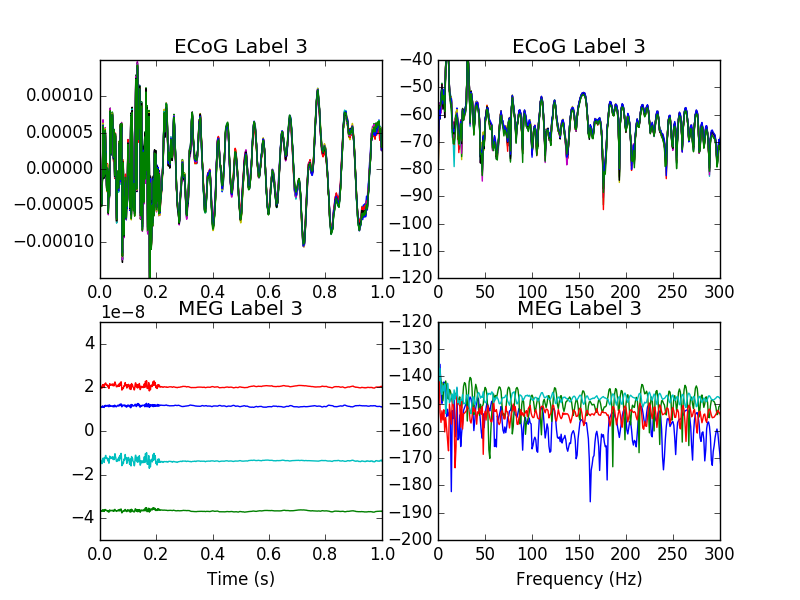 ECoG Label 3
0.00010
0.00005
0.00000
−0.00005
−0.00010
0.0 0.2 0.4 0.6 0.8 1.0
ECoG Label 3
−40
−50
−60
−70
−80
−90
−100
−110
−120
0 50 100 150 200 250 300
MEG Label 3
1e−8
4
2
0
−2
−4
0.0 0.2 0.4 0.6 0.8 1.0
Time (s)
MEG Label 3
−120
−130
−140
−150
−160
−170
−180
−190
−200
0 50 100 150 200 250 300
Frequency (Hz)